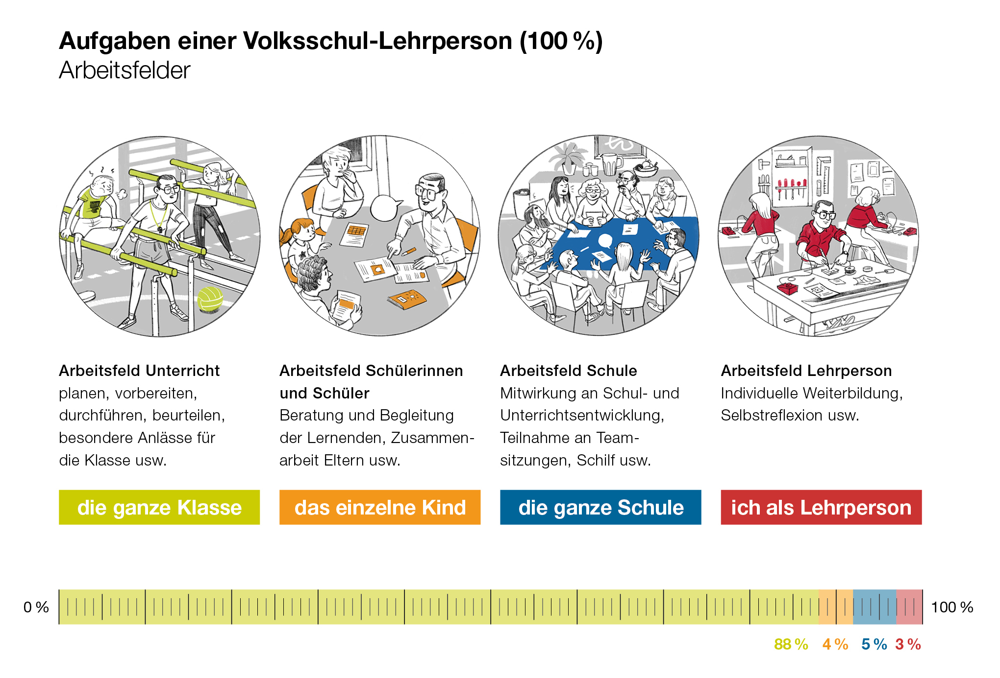 Aufgaben einer Volksschul-Lehrperson (100 %)
Arbeitsfelder
Arbeitsfeld Unterricht
planen, vorbereiten,
durchführen, beurteilen,
besondere Anlässe für
die Klasse usw.
die ganze Klasse
Arbeitsfeld Schülerinnen
und Schüler
Beratung und Begleitung
der Lernenden, Zusammen-
arbeit Eltern usw.
das einzelne Kind
Arbeitsfeld Schule
Mitwirkung an Schul- und
Unterrichtsentwicklung,
Teilnahme an Team-
sitzungen, Schilf usw.
die ganze Schule
Arbeitsfeld Lehrperson
Individuelle Weiterbildung,
Selbstreflexion usw.
ich als Lehrperson
0 %
100 %
88 %
4 %
5 %
3 %